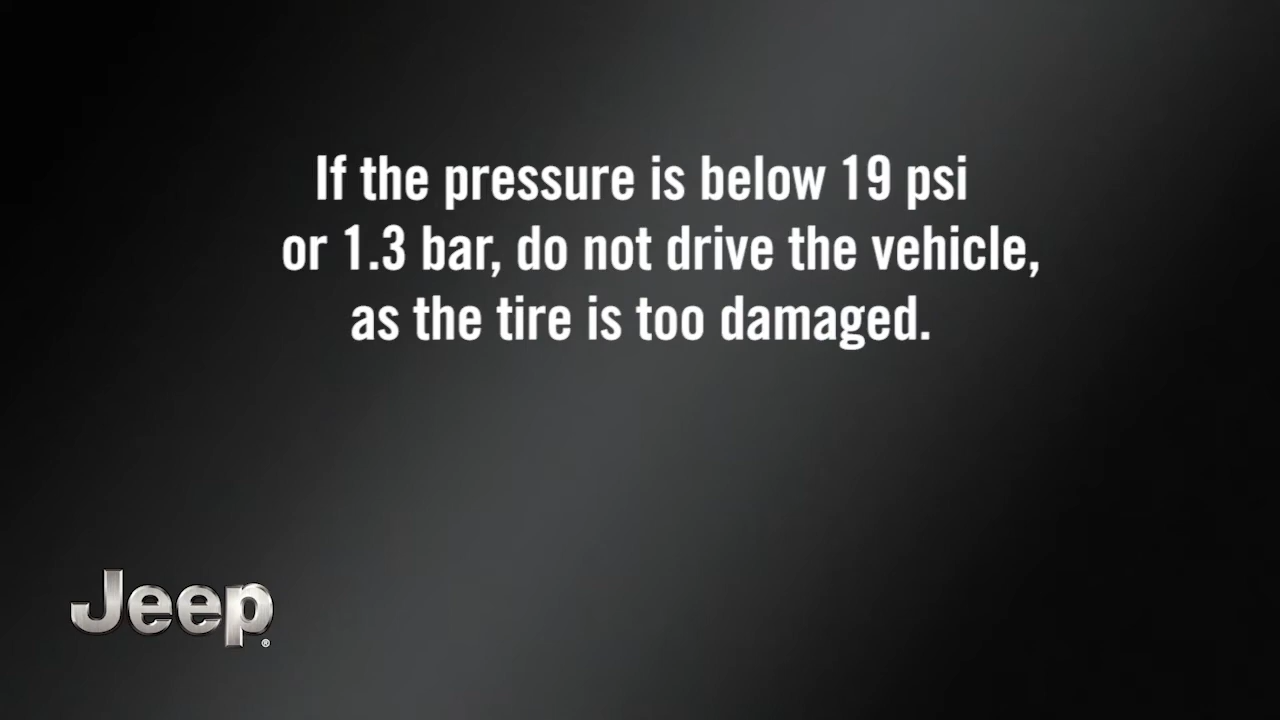 If the pressure is below 19 psi
or 1.3 bar, do not drive the vehicle,
as the tire is too damaged.
Jeep®